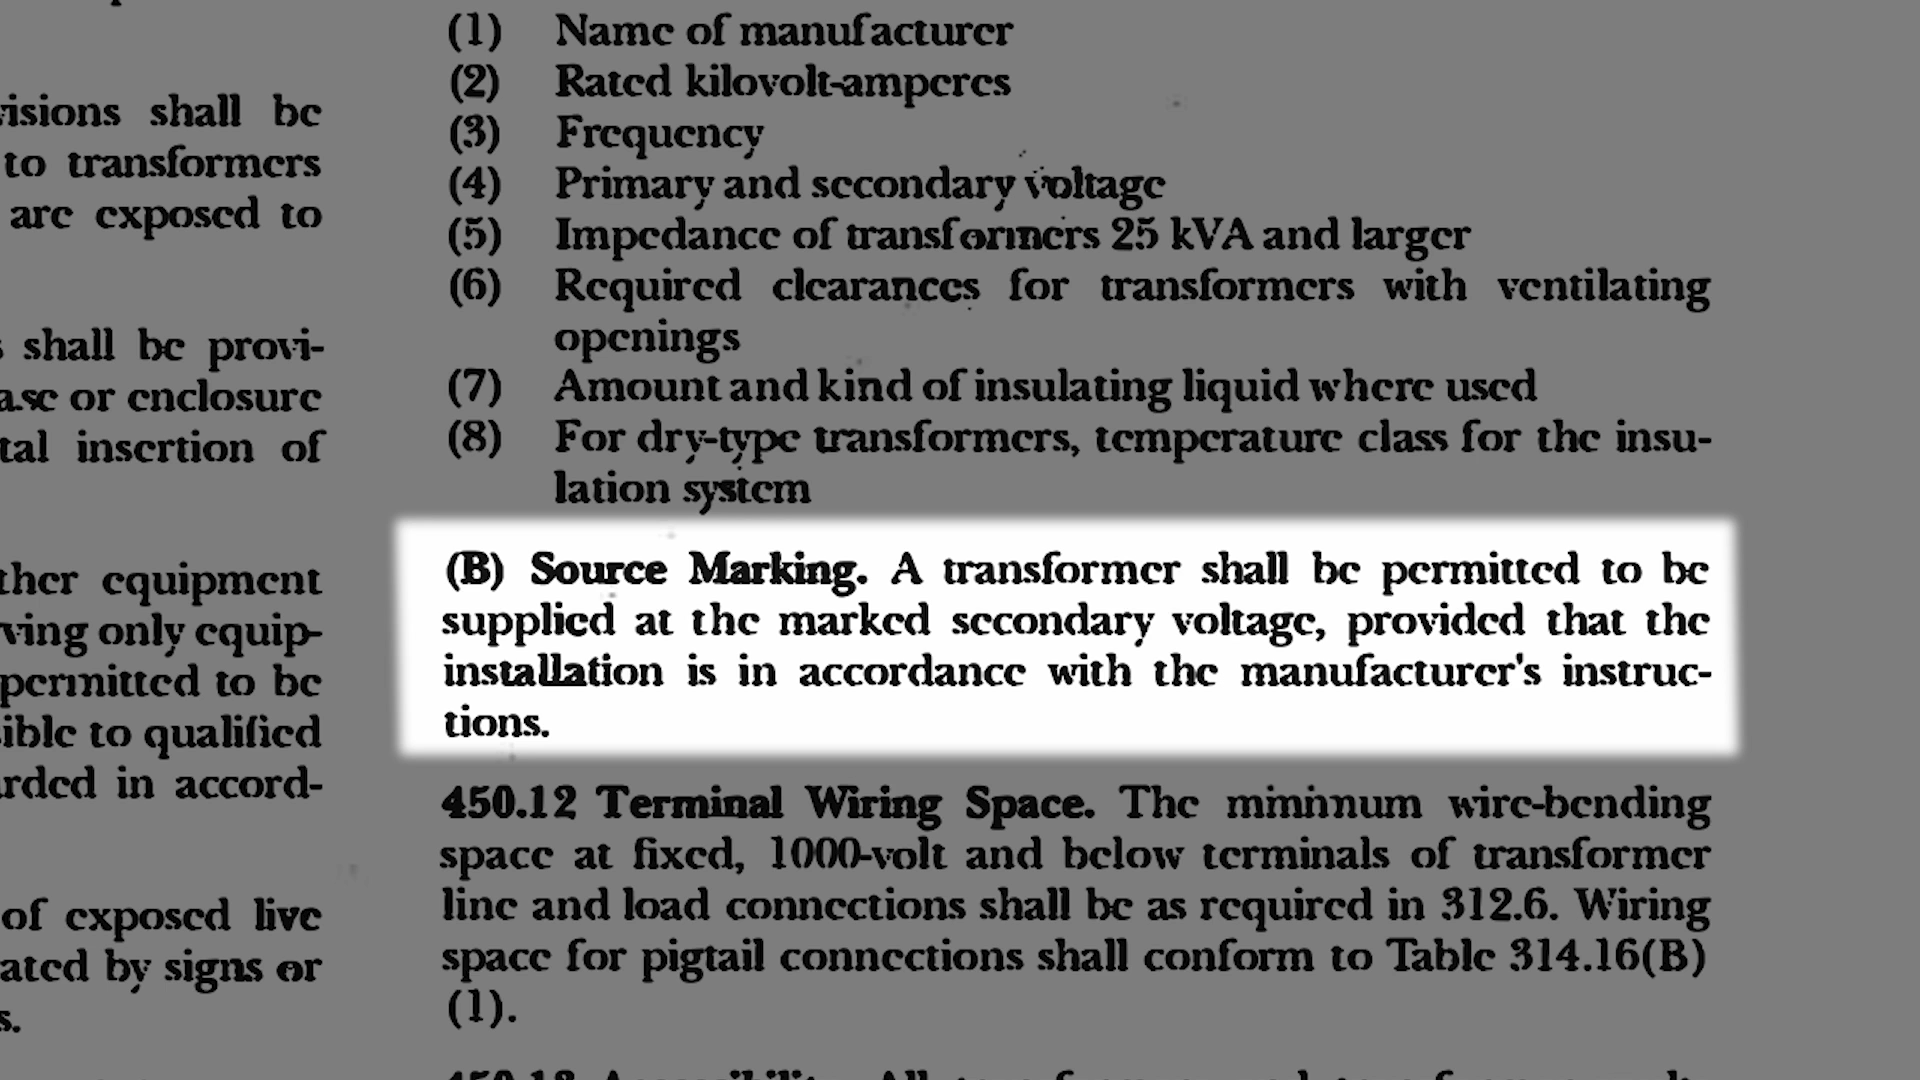 visions shall be
to transformers
are exposed to
shall be provi-
or enclosure
insertion of
equipment
only equip-
permitted to be
to qualified
in accord-
of exposed live
by signs or
(1) Name of manufacturer
(2) Rated kilovolt-amperes
(3) Frequency
(4) Primary and secondary voltage
(5) Impedance of transformers 25 kVA and larger
(6) Required clearances for transformers with ventilating
openings
(7) Amount and kind of insulating liquid where used
(8) For dry-type transformers, temperature class for the insu-
lation system
(B) Source Marking. A transformer shall be permitted to be
supplied at the marked secondary voltage, provided that the
installation is in accordance with the manufacturer's instruc-
tions.
450.12 Terminal Wiring Space. The minimum wire-bending
space at fixed, 1000-volt and below terminals of transformer
line and load connections shall be as required in 312.6. Wiring
space for pigtail connections shall conform to Table 314.16(B)
(1).